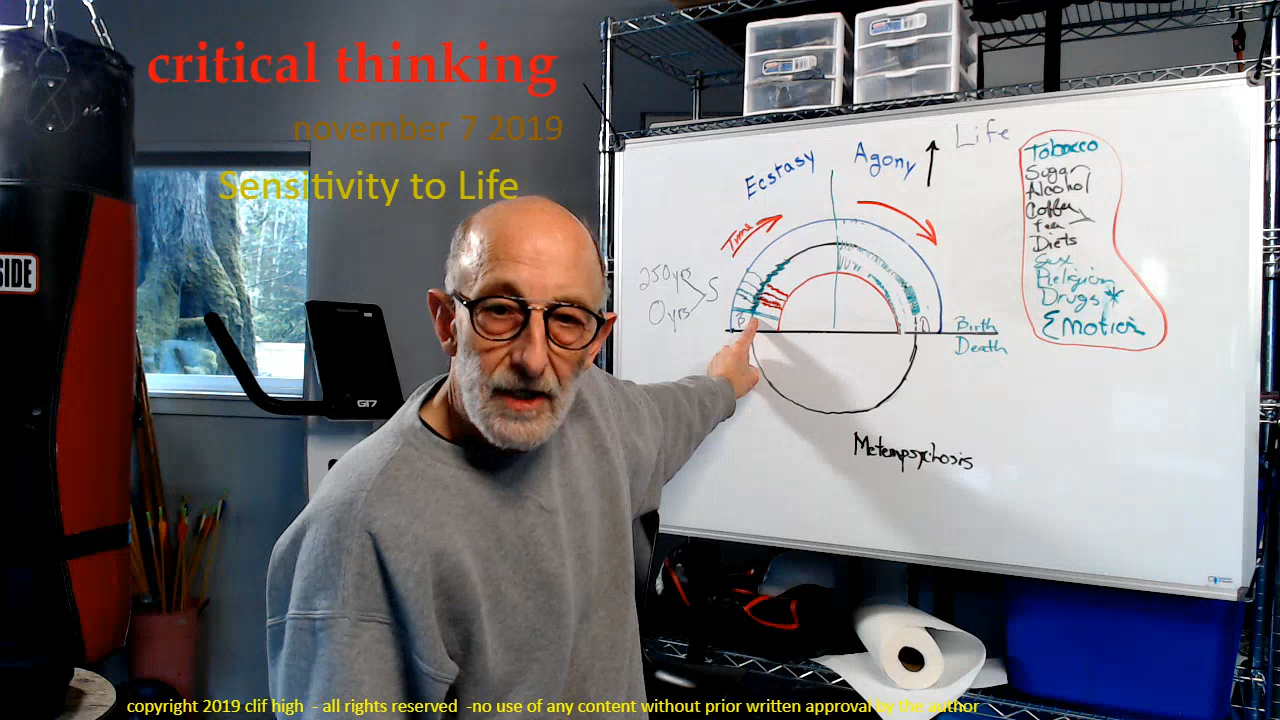 critical thinking
november 7 2019
Sensitivity to Life
SIDE
G17
Ecstasy
Agony
Life
Time
250yrs
0yrs
S
B
D
Birth
Death
Metempsychosis
Tobacco
Sugar
Alcohol
Coffee
Tea
Diets
Sex
Religion
Drugs *
Emotion
copyright 2019 clif high - all rights reserved -no use of any content without prior written approval by the author